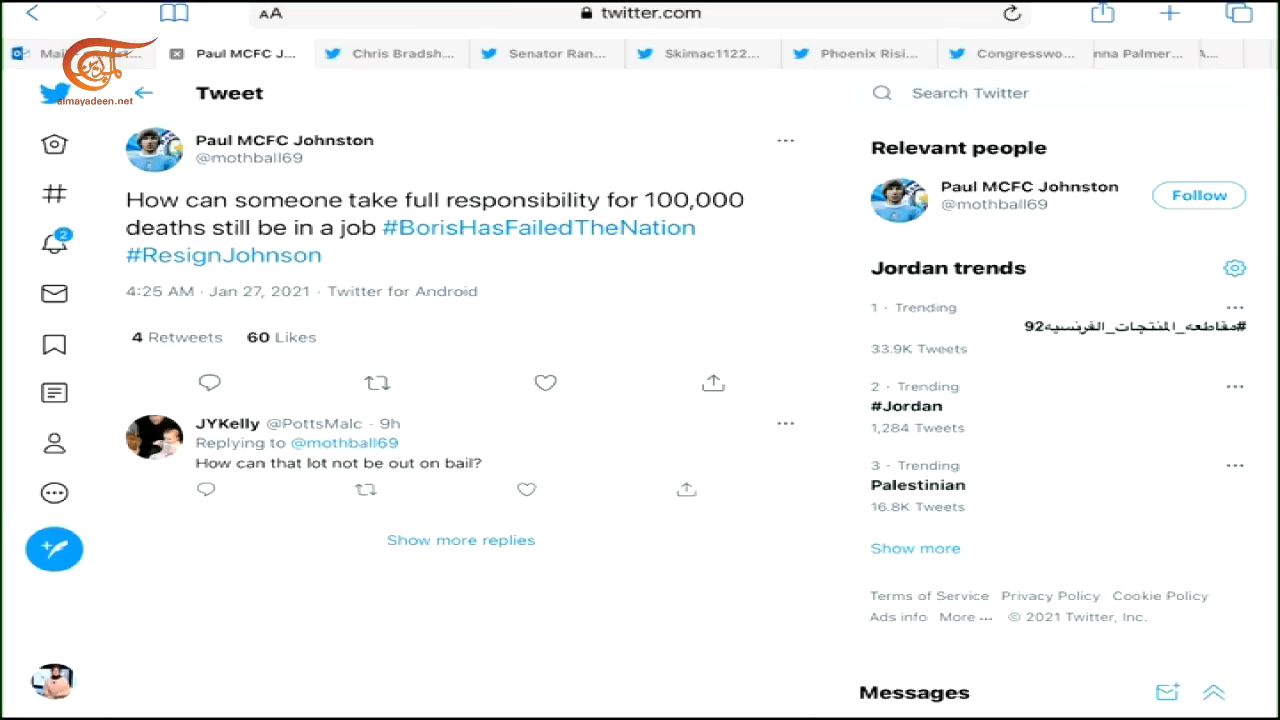 AA
twitter.com
Paul MCFC J...
Chris Bradsh...
Senator Ran...
Skimac1122...
Phoenix Risi...
Congresswo...
nna Palmer...
الميادين
almayadeen.net
Tweet
Search Twitter
Paul MCFC Johnston
@mothball69
How can someone take full responsibility for 100,000
deaths still be in a job #BorisHasFailedTheNation
#ResignJohnson
4:25 AM · Jan 27, 2021 · Twitter for Android
4 Retweets 60 Likes
JYKelly @PottsMalc · 9h
Replying to @mothball69
How can that lot not be out on bail?
Show more replies
2
Relevant people
Paul MCFC Johnston
@mothball69
Follow
Jordan trends
1 · Trending
#مقاطعه_المنتجات_الفرنسيه92
33.9K Tweets
2 · Trending
#Jordan
1,284 Tweets
3 · Trending
Palestinian
16.8K Tweets
Show more
Terms of Service Privacy Policy Cookie Policy
Ads info More ··· © 2021 Twitter, Inc.
Messages